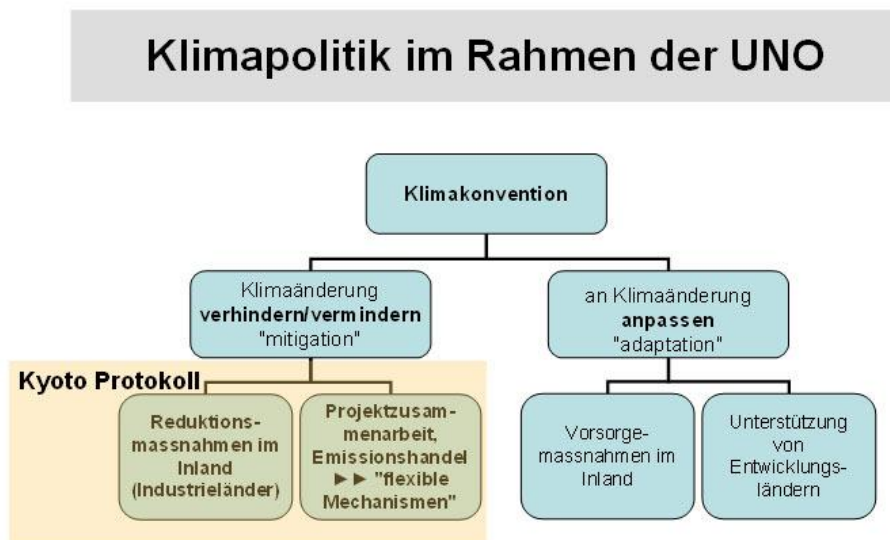 Klimapolitik im Rahmen der UNO
Klimakonvention
Klimaänderung
verhindern/vermindern
"mitigation"
an Klimaänderung
anpassen
"adaptation"
Kyoto Protokoll
Reduktions-
massnahmen im
Inland
(Industrieländer)
Projektzusam-
menarbeit,
Emissionshandel
►► "flexible
Mechanismen"
Vorsorge-
massnahmen im
Inland
Unterstützung
von
Entwicklungs-
ländern